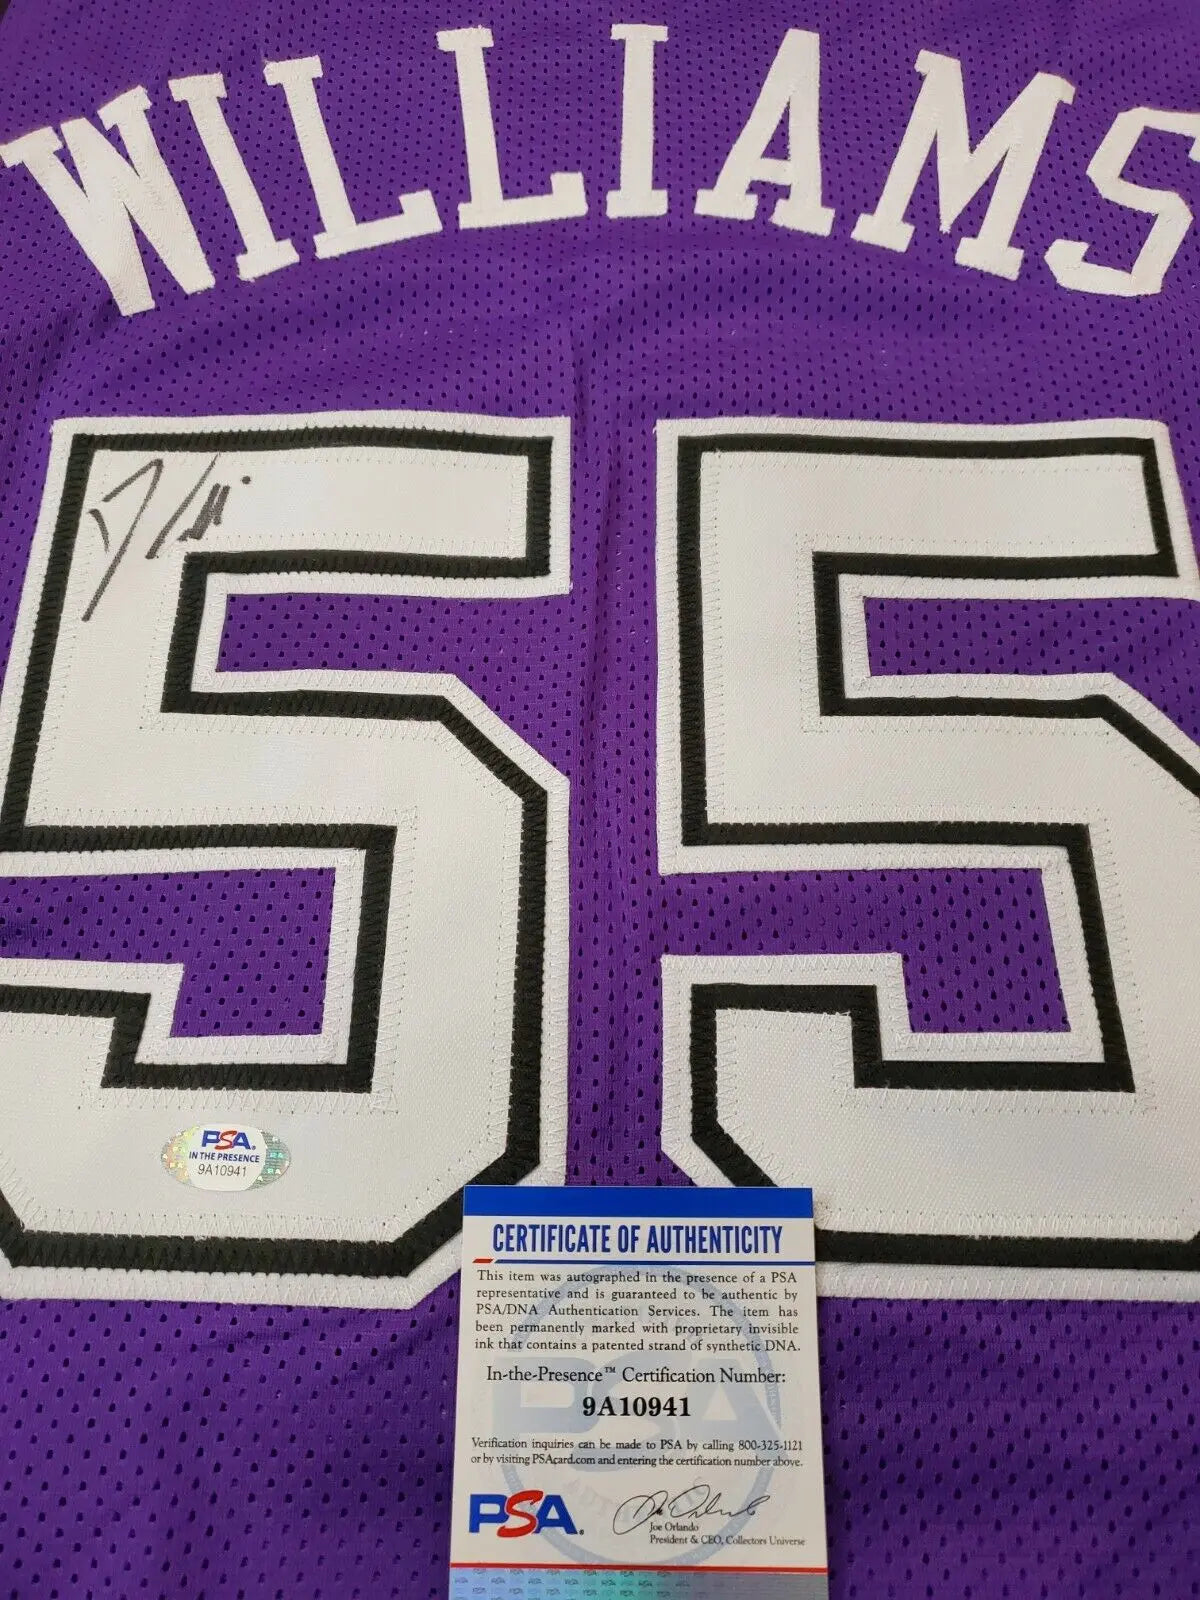 WILLIAMS
55
PSA
IN THE PRESENCE
9A10941
CERTIFICATE OF AUTHENTICITY
This item was autographed in the presence of a PSA
representative and is guaranteed to be authentic by
PSA/DNA Authentication Services. The item has
been permanently marked with proprietary invisible
ink that contains a patented strand of synthetic DNA.
In-the-Presence™ Certification Number:
9A10941
Verification inquiries can be made to PSA by calling 800-325-1121
or by visiting PSAcard.com and entering the certification number above.
PSA.
Joe Orlando
President & CEO, Collectors Universe